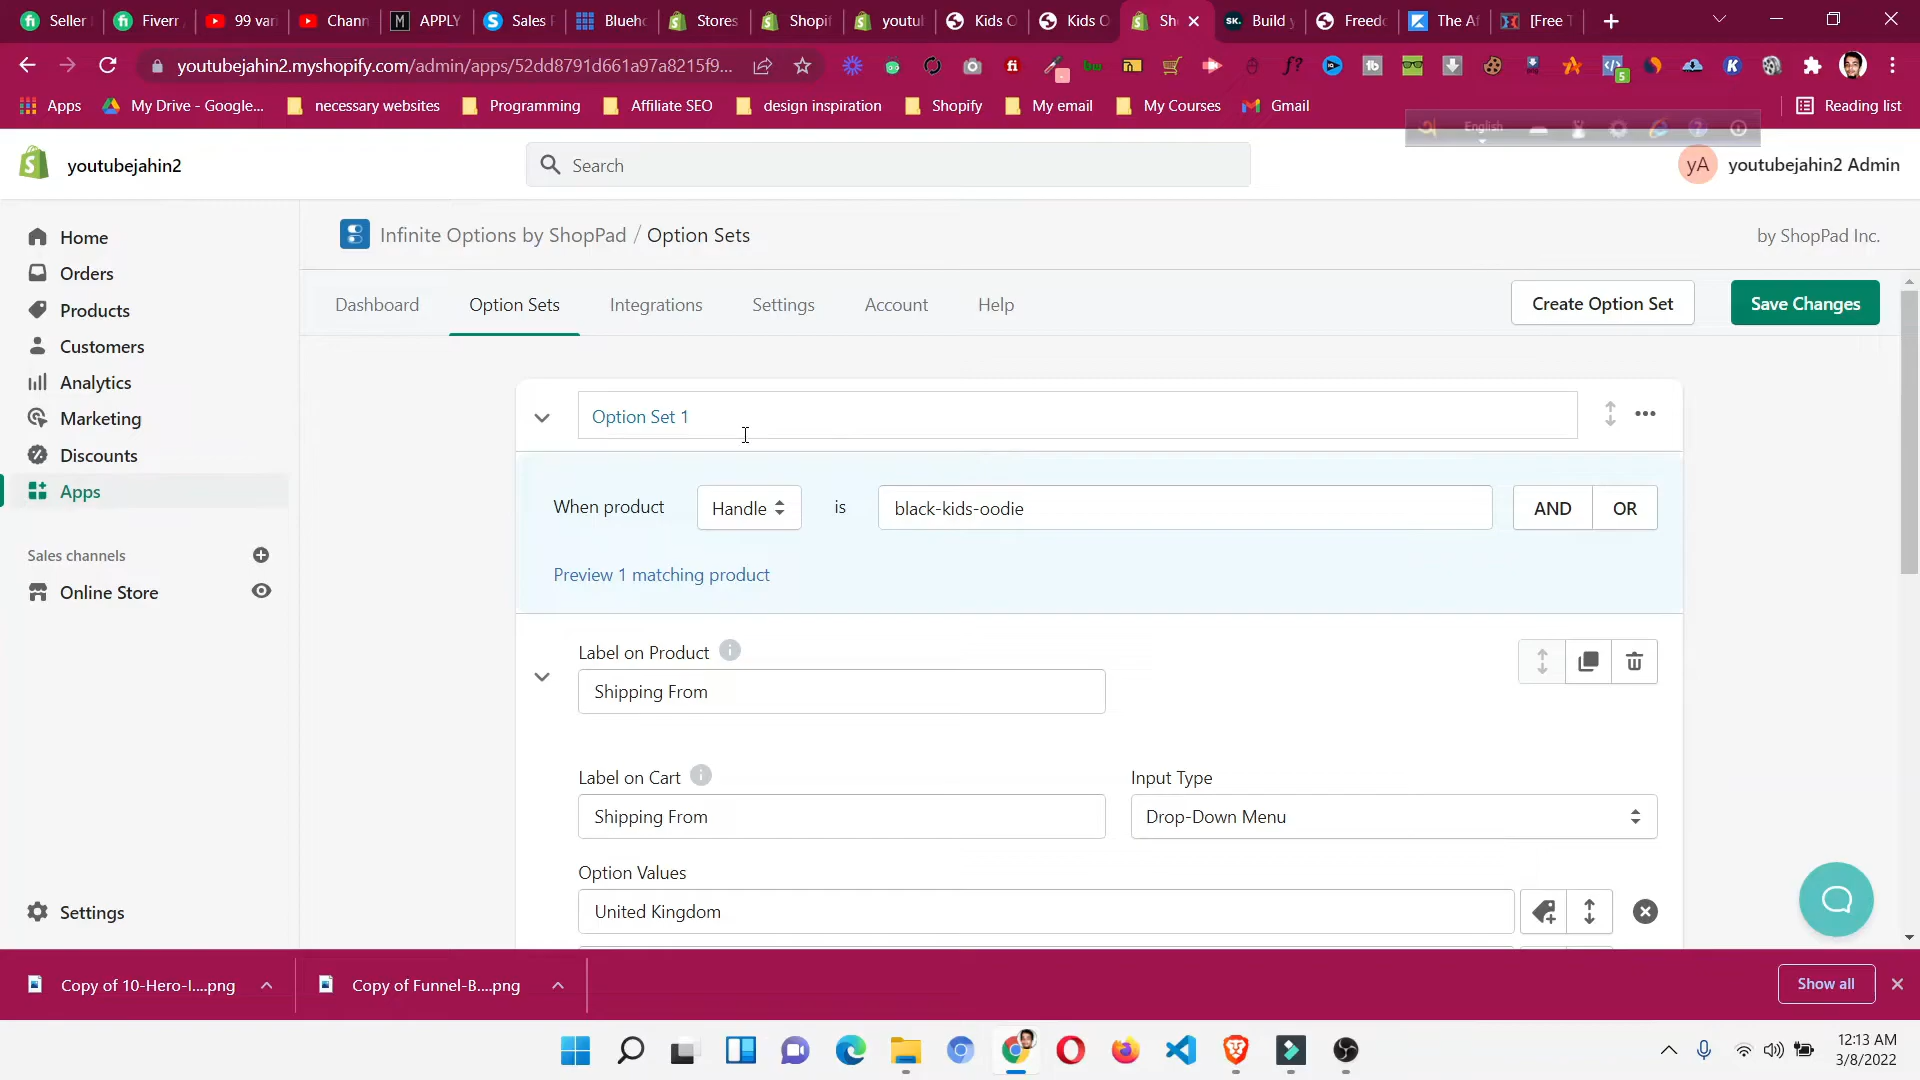 Seller
Fiverr
99 var
Chann
APPLY
Sales F
Blueho
Stores
Shopif
youtul
Kids O
Kids O
Sh
Build y
Freed
The Af
[Free T
youtubejahin2.myshopify.com/admin/apps/52dd8791d661a97a8215f9...
Apps
My Drive - Google...
necessary websites
Programming
Affiliate SEO
design inspiration
Shopify
My email
My Courses
Gmail
Reading list
English
youtubejahin2
Search
yA
youtubejahin2 Admin
Home
Orders
Products
Customers
Analytics
Marketing
Discounts
Apps
Sales channels
Online Store
Settings
Infinite Options by ShopPad / Option Sets
by ShopPad Inc.
Dashboard
Option Sets
Integrations
Settings
Account
Help
Create Option Set
Save Changes
Option Set 1
When product
Handle
is
black-kids-oodie
AND
OR
Preview 1 matching product
Label on Product
Shipping From
Label on Cart
Input Type
Shipping From
Drop-Down Menu
Option Values
United Kingdom
Copy of 10-Hero-I....png
Copy of Funnel-B....png
Show all
12:13 AM
3/8/2022